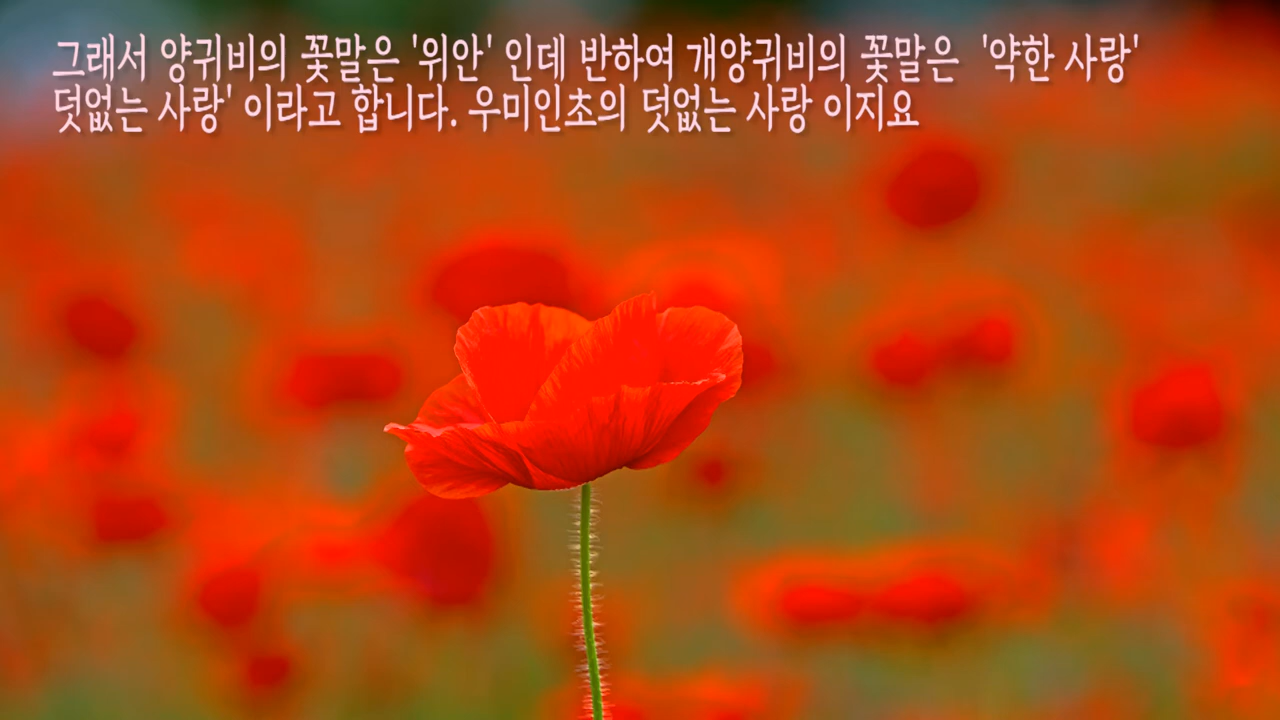 그래서 양귀비의 꽃말은 '위안' 인데 반하여 개양귀비의 꽃말은 '약한 사랑'
덧없는 사랑' 이라고 합니다. 우미인초의 덧없는 사랑 이지요